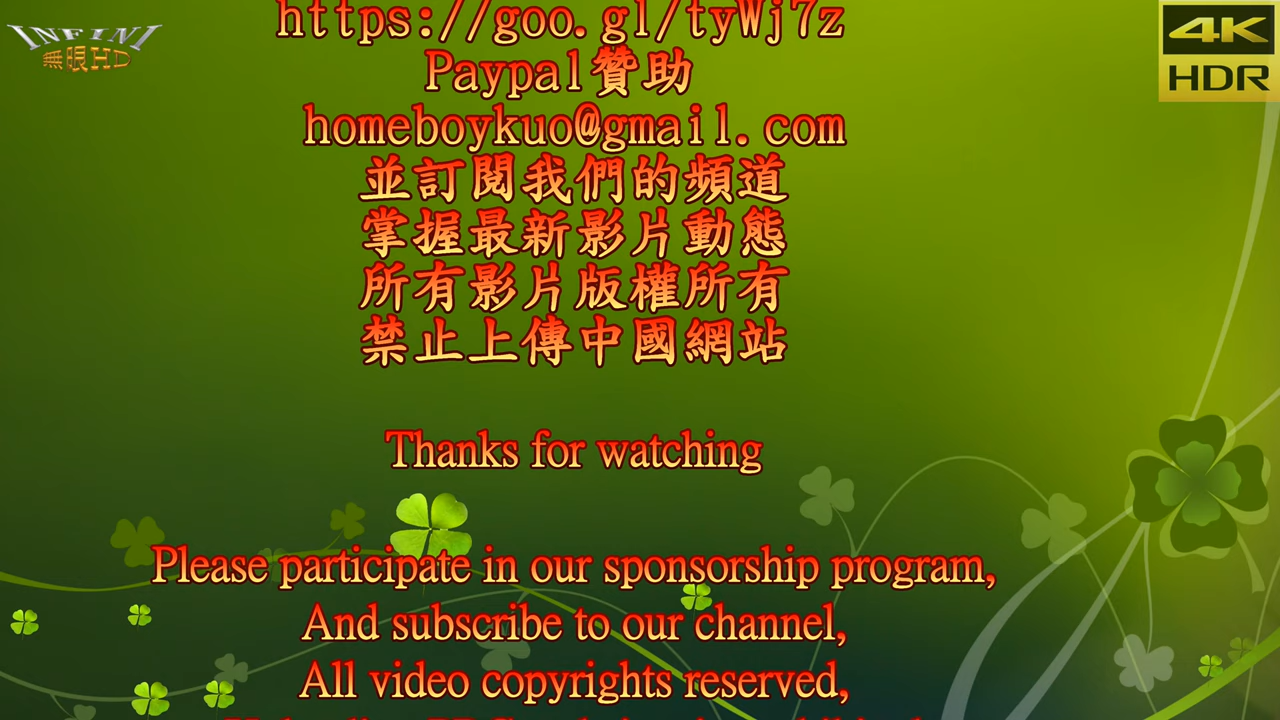 INFINI
無限HD
4K
HDR
https://goo.gl/tyWj7z
Paypal贊助
homeboykuo@gmail.com
並訂閱我們的頻道
掌握最新影片動態
所有影片版權所有
禁止上傳中國網站
Thanks for watching
Please participate in our sponsorship program,
And subscribe to our channel,
All video copyrights reserved,